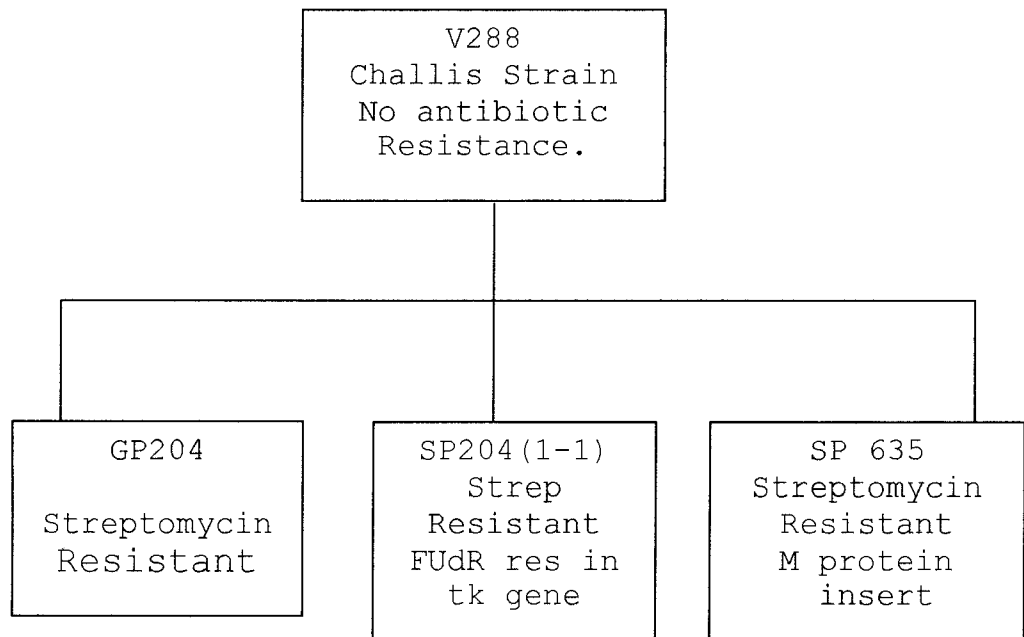 V288
Challis Strain
No antibiotic
Resistance.
GP204
Streptomycin
Resistant
SP204(1-1)
Strep
Resistant
FUdR res in
tk gene
SP 635
Streptomycin
Resistant
M protein
insert